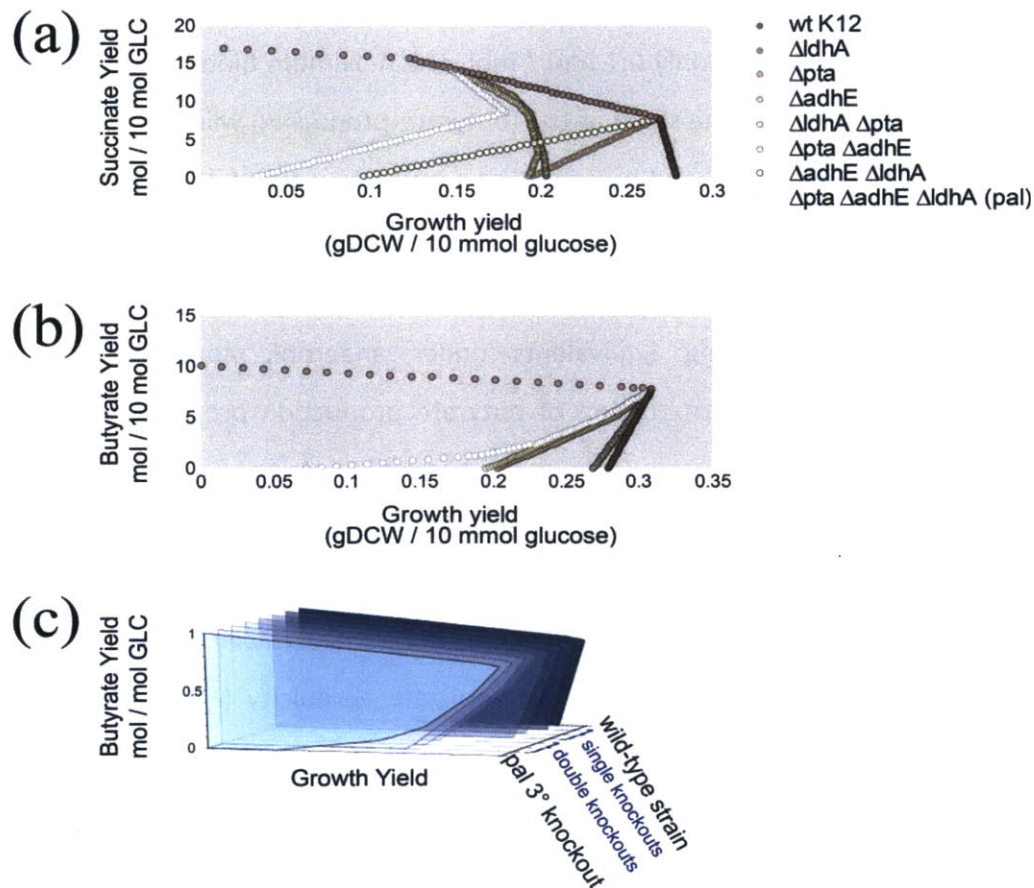 (a)
Succinate Yield
mol / 10 mol GLC
20
15
10
5
0
0.05
0.1
0.15
0.2
0.25
0.3
Growth yield
(gDCW / 10 mmol glucose)
wt K12
ΔldhA
Δpta
ΔadhE
ΔldhA Δpta
Δpta ΔadhE
ΔadhE ΔldhA
Δpta ΔadhE ΔldhA (pal)
(b)
Butyrate Yield
mol / 10 mol GLC
15
10
5
0
0
0.05
0.1
0.15
0.2
0.25
0.3
0.35
Growth yield
(gDCW / 10 mmol glucose)
(c)
Butyrate Yield
mol / mol GLC
1
0.5
0
Growth Yield
wild-type strain
single knockouts
double knockouts
pal 3° knockout